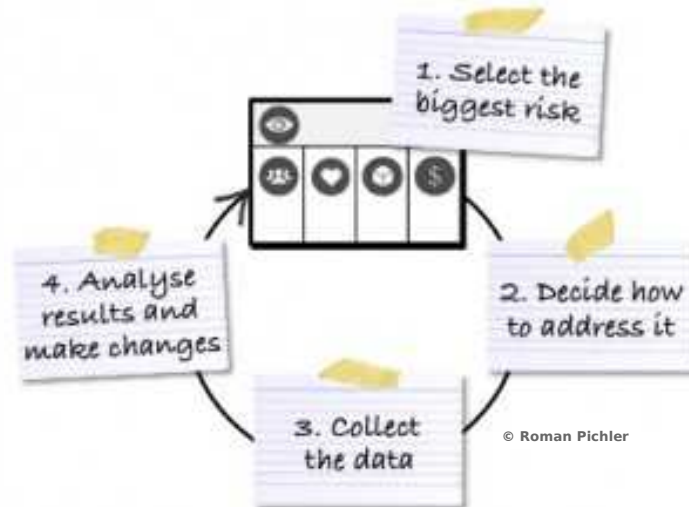 1. Select the
biggest risk
2. Decide how
to address it
3. Collect
the data
4. Analyse
results and
make changes
$
© Roman Pichler